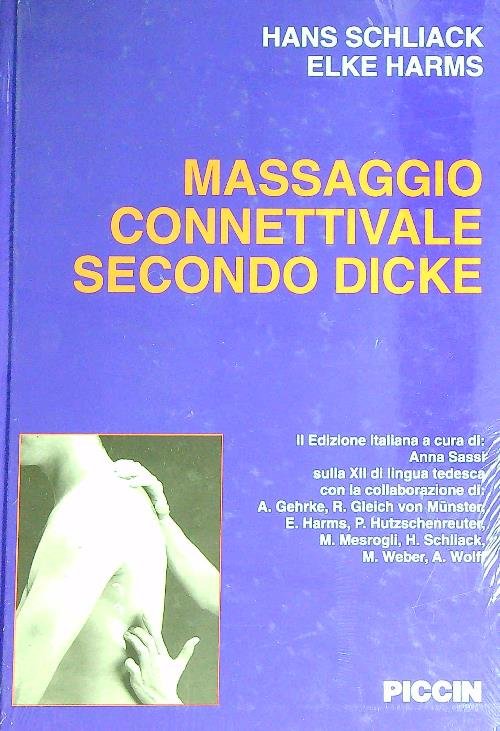 HANS SCHLIACK
ELKE HARMS
MASSAGGIO
CONNETTIVALE
SECONDO DICKE
II Edizione italiana a cura di:
Anna Sassi
sulla XII di lingua tedesca
con la collaborazione di:
A. Gehrke, R. Gleich von Münster,
E. Harms, P. Hutzschenreuter,
M. Mesrogli, H. Schliack,
M. Weber, A. Wolff
PICCIN